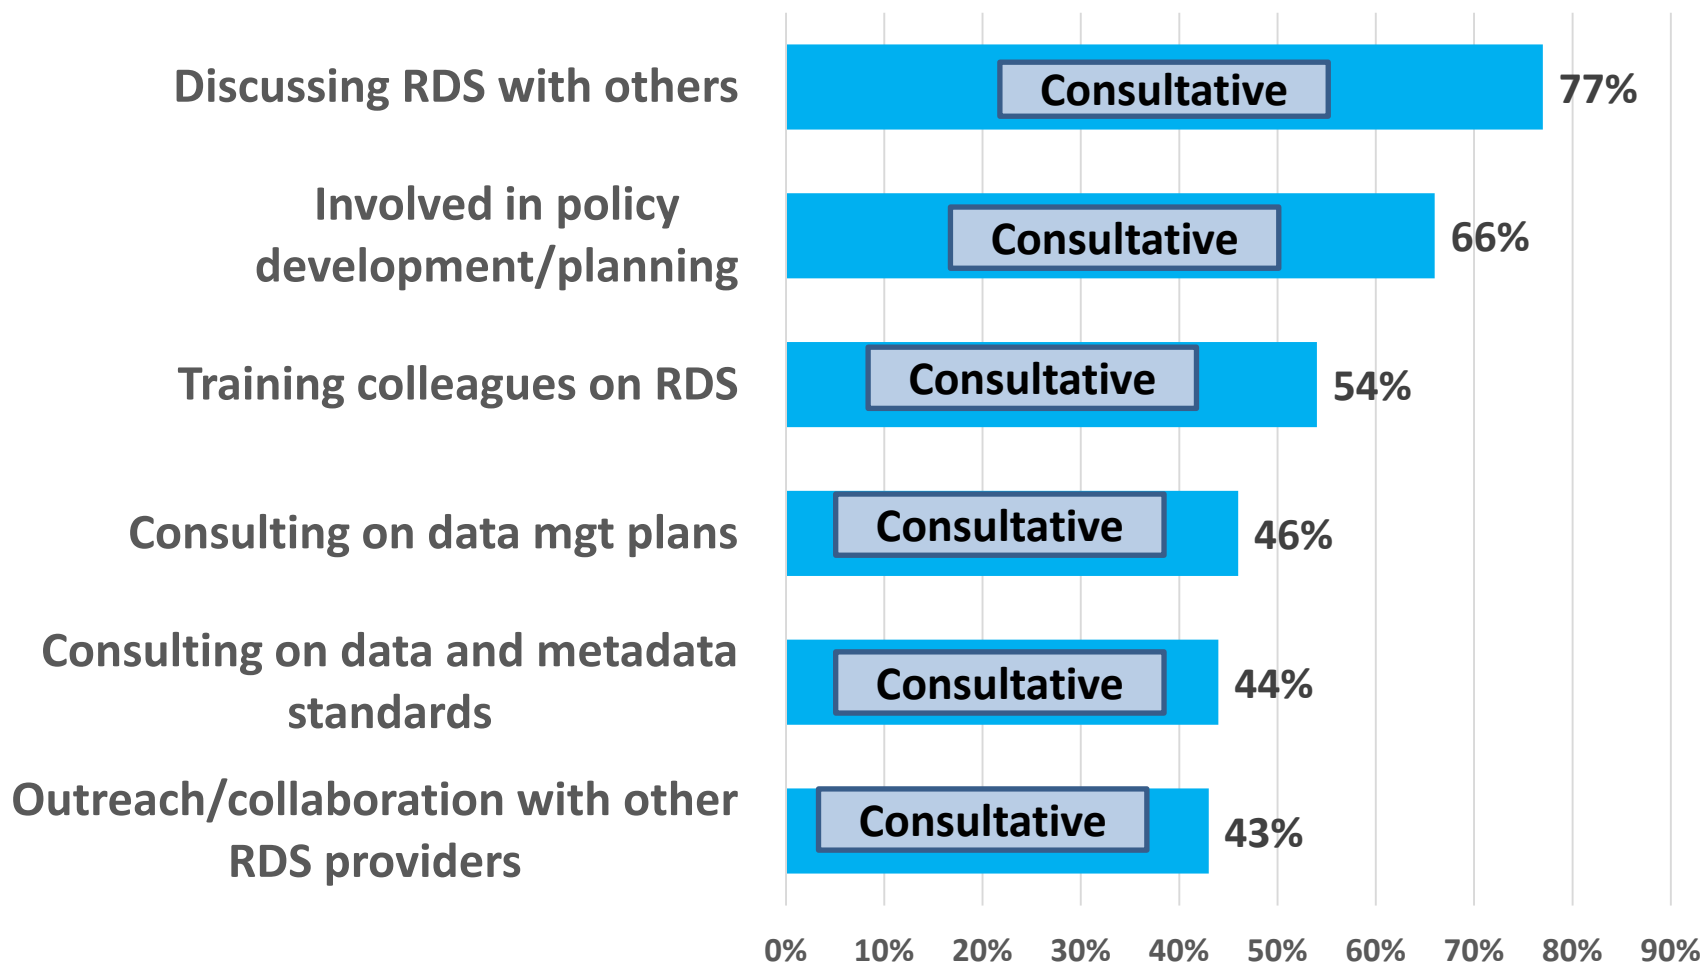 Discussing RDS with others
Consultative
77%
Involved in policy
development/planning
Consultative
66%
Training colleagues on RDS
Consultative
54%
Consulting on data mgt plans
Consultative
46%
Consulting on data and metadata
standards
Consultative
44%
Outreach/collaboration with other
RDS providers
Consultative
43%
0% 10% 20% 30% 40% 50% 60% 70% 80% 90%